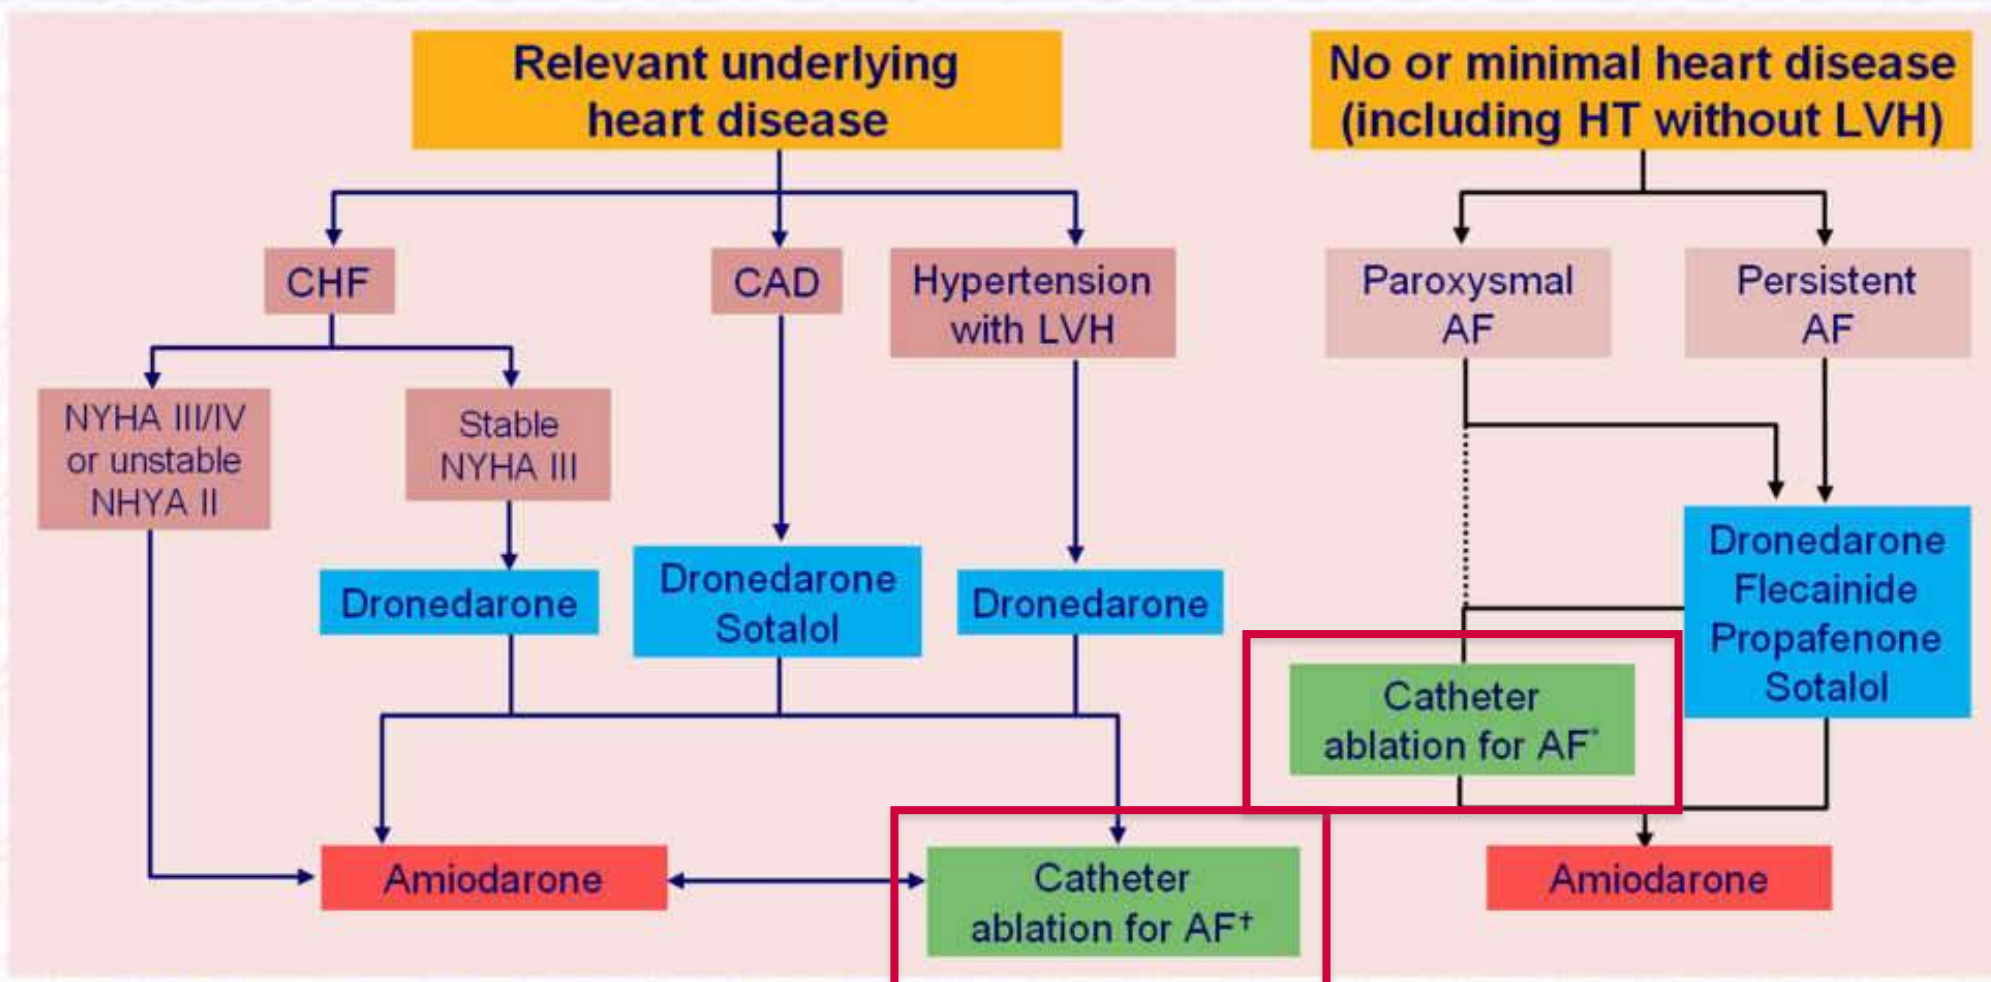 Relevant underlying
heart disease
No or minimal heart disease
(including HT without LVH)
CHF
CAD
Hypertension
with LVH
Paroxysmal
AF
Persistent
AF
NYHA III/IV
or unstable
NHYA II
Stable
NYHA III
Dronedarone
Dronedarone
Sotalol
Dronedarone
Dronedarone
Flecainide
Propafenone
Sotalol
Catheter
ablation for AF*
Amiodarone
Catheter
ablation for AF†
Amiodarone